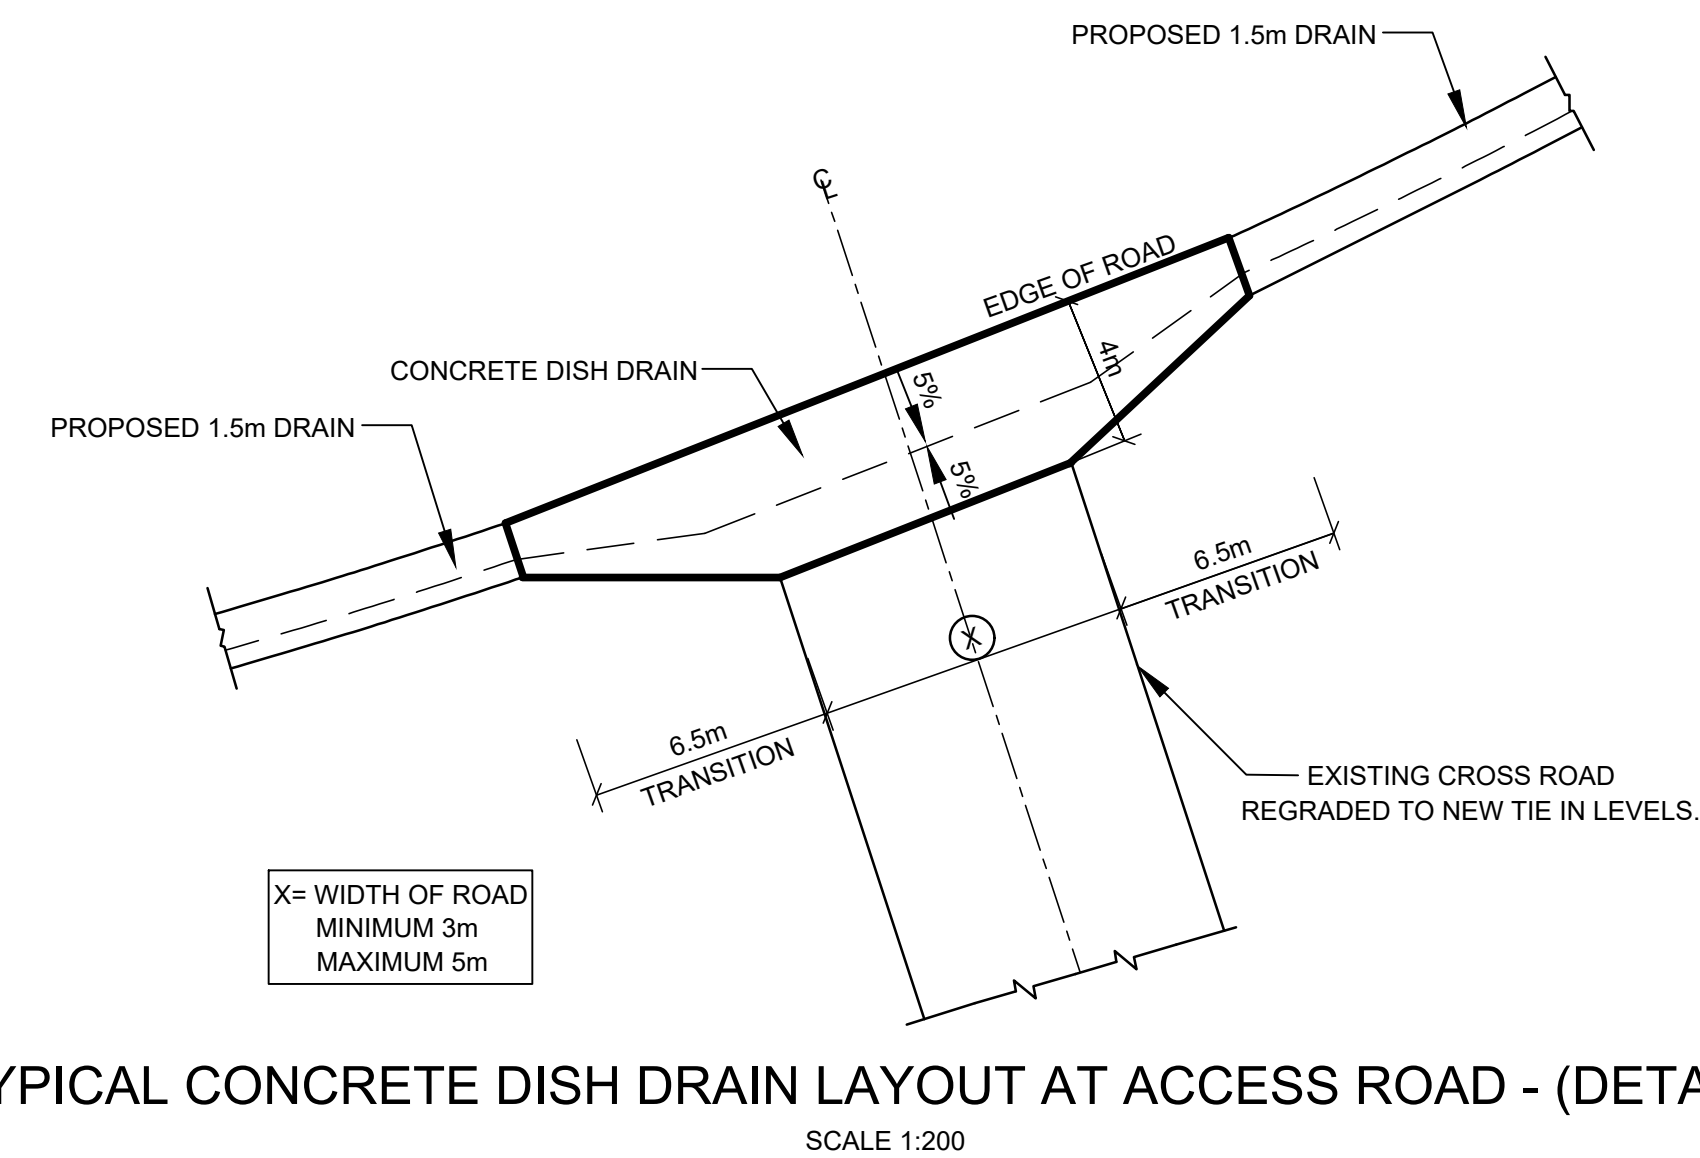 PROPOSED 1.5m DRAIN
℄
EDGE OF ROAD
4m
CONCRETE DISH DRAIN
5%
PROPOSED 1.5m DRAIN
5%
6.5m
TRANSITION
X
6.5m
TRANSITION
EXISTING CROSS ROAD
REGRADED TO NEW TIE IN LEVELS.
X= WIDTH OF ROAD
MINIMUM 3m
MAXIMUM 5m
YPICAL CONCRETE DISH DRAIN LAYOUT AT ACCESS ROAD - (DETA
SCALE 1:200